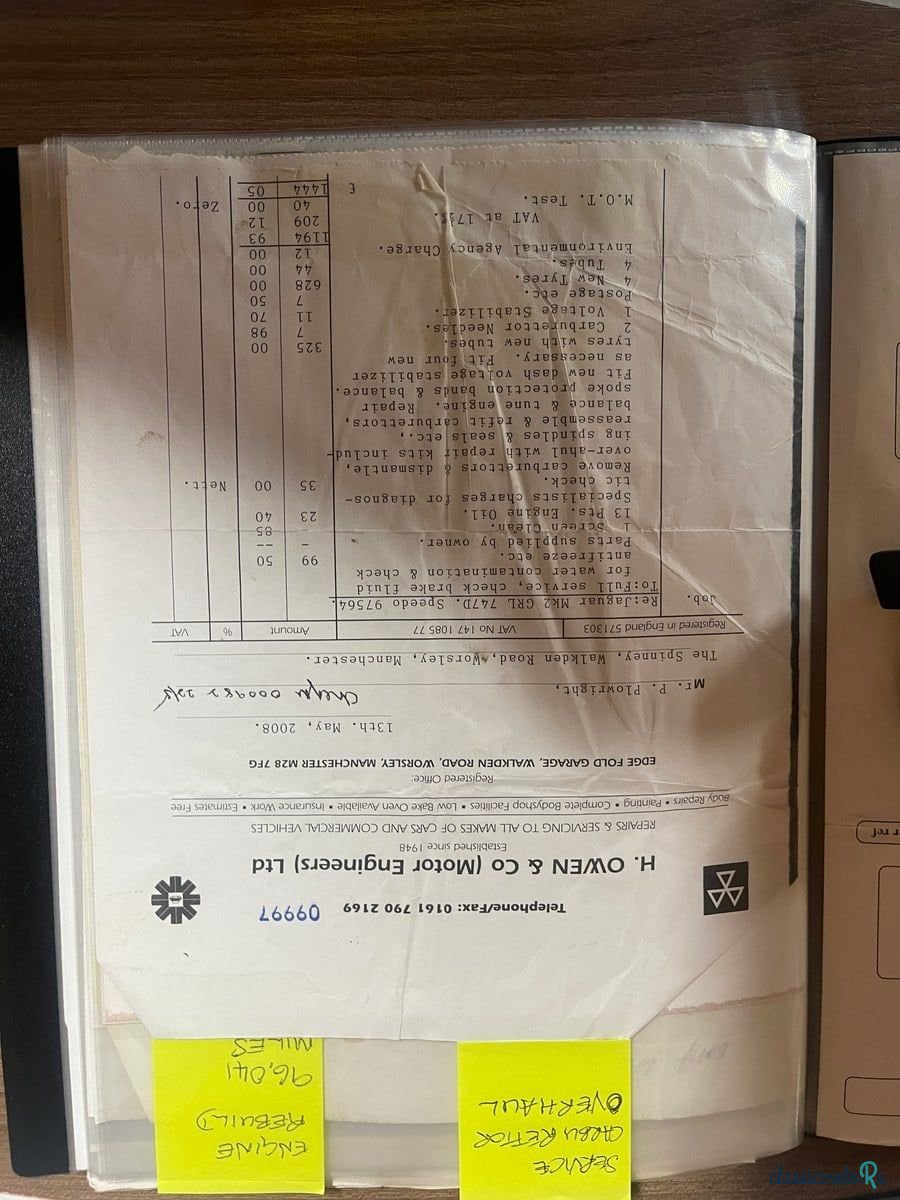 Telephone/Fax: 0161 790 2169
09997
H. OWEN & Co (Motor Engineers) Ltd
Established since 1948
REPAIRS & SERVICING TO ALL MAKES OF CARS AND COMMERCIAL VEHICLES
Body Repairs • Painting • Complete Bodyshop Facilities • Low Bake Oven Available • Insurance Work • Estimates Free
Registered Office:
EDGE FOLD GARAGE, WALKDEN ROAD, WORSLEY, MANCHESTER M28 7FG
13th. May, 2008.
Mr. P. Plowright,
The Spinney, Walkden Road, Worsley, Manchester.
Registered in England 571303 VAT No 147 1085 77 Amount % VAT
Job. Re:Jaguar Mk2 GRL 747D. Speedo 97564.
To:Full service, check brake fluid
for water contamination & check
antifreeze etc. 99 50
Parts supplied by owner. - --
1 Screen Clean. 85
13 Pts. Engine Oil. 23 40
Specialists charges for diagnos-
tic check. 35 00 Nett.
Remove carburettors & dismantle,
over-ahul with repair kits includ-
ing spindles & seals etc.,
reassemble & refit carburettors,
balance & tune engine. Repair
spoke protection bands & balance.
Fit new dash voltage stabillizer
as necessary. Fit four new
tyres with new tubes. 325 00
2 Carburettor Needles. 7 98
1 Voltage Stabillizer. 11 70
Postage etc. 7 50
4 New Tyres. 628 00
4 Tubes. 44 00
Environmental Agency Charge. 12 00
1194 93
VAT at 17½%. 209 12
M.O.T. Test. 40 00 Zero.
£ 1444 05
SERVICE
CARBURETTOR
OVERHAUL
ENGINE
REBUILD
96,041
MILES
r ref